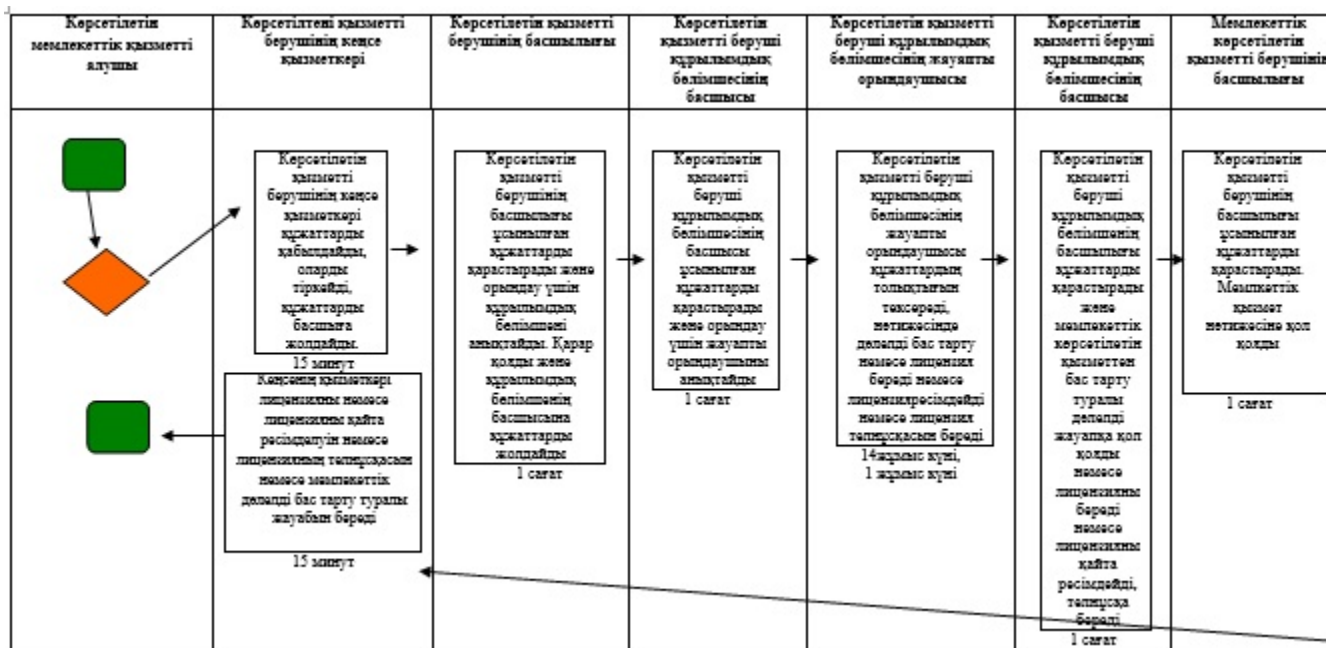 Көрсетілетін
мемлекеттік қызметті
алушы
Көрсетілтені қызметті
берушінің кеңсе
қызметкері
Көрсетілетін қызметті
берушінің басшылығы
Көрсетілетін
қызметті беруші
құрылымдық
бөлімшесінің
басшысы
Көрсетілетін қызметті
беруші құрылымдық
бөлімшесінің жауапты
орындаушысы
Көрсетілетін
қызметті беруші
құрылымдық
бөлімшесінің
басшысы
Мемлекеттік
көрсетілетін
қызметті берушінің
басшылығы
Көрсетілетін
қызметті
берушінің кеңсе
қызметкері
құжаттарды
қабылдайды,
оларды
тіркейді,
құжаттарды
басшыға
жолдайды.
15 минут
Кеңсенің қызметкері
лицензияны немесе
лицензияны қайта
ресімделуін немесе
лицензияның телнұсқасын
немесе мемлекеттік
дәлелді бас тарту туралы
жауабын береді
15 минут
Көрсетілетін
қызметті
берушінің
басшылығы
ұсынылған
құжаттарды
қарастырады және
орындау үшін
құрылымдық
бөлімшені
анықтайды. Қарар
қояды және
құрылымдық
бөлімшенің
басшысына
құжаттарды
жолдайды
1 сағат
Көрсетілетін
қызметті
беруші
құрылымдық
бөлімшесінің
басшысы
ұсынылған
құжаттарды
қарастырады
және орындау
үшін жауапты
орындаушыны
анықтайды
1 сағат
Көрсетілетін
қызметті беруші
құрылымдық
бөлімшесінің
жауапты
орындаушысы
құжаттардың
толықтығын
тексереді,
нәтижесінде
дәлелді бас тарту
немесе лицензия
береді немесе
лицензияресімдейді
немесе лицензия
телнұсқасын береді
14жұмыс күні,
1 жұмыс күні
Көрсетілетін
қызметті
беруші
құрылымдық
бөлімшенің
басшылығы
құжаттарды
қарастырады
және
мемлекеттік
көрсетілетін
қызметтен
бас тарту
туралы
дәлелді
жауапқа қол
қояды
немесе
лицензияны
береді
немесе
лицензияны
қайта
ресімдейді,
телнұсқа
береді
1 сағат
Көрсетілетін
қызметті
берушінің
басшылығы
ұсынылған
құжаттарды
қарастырады.
Мемлкеттік
қызмет
нәтижесіне қол
қояды
1 сағат